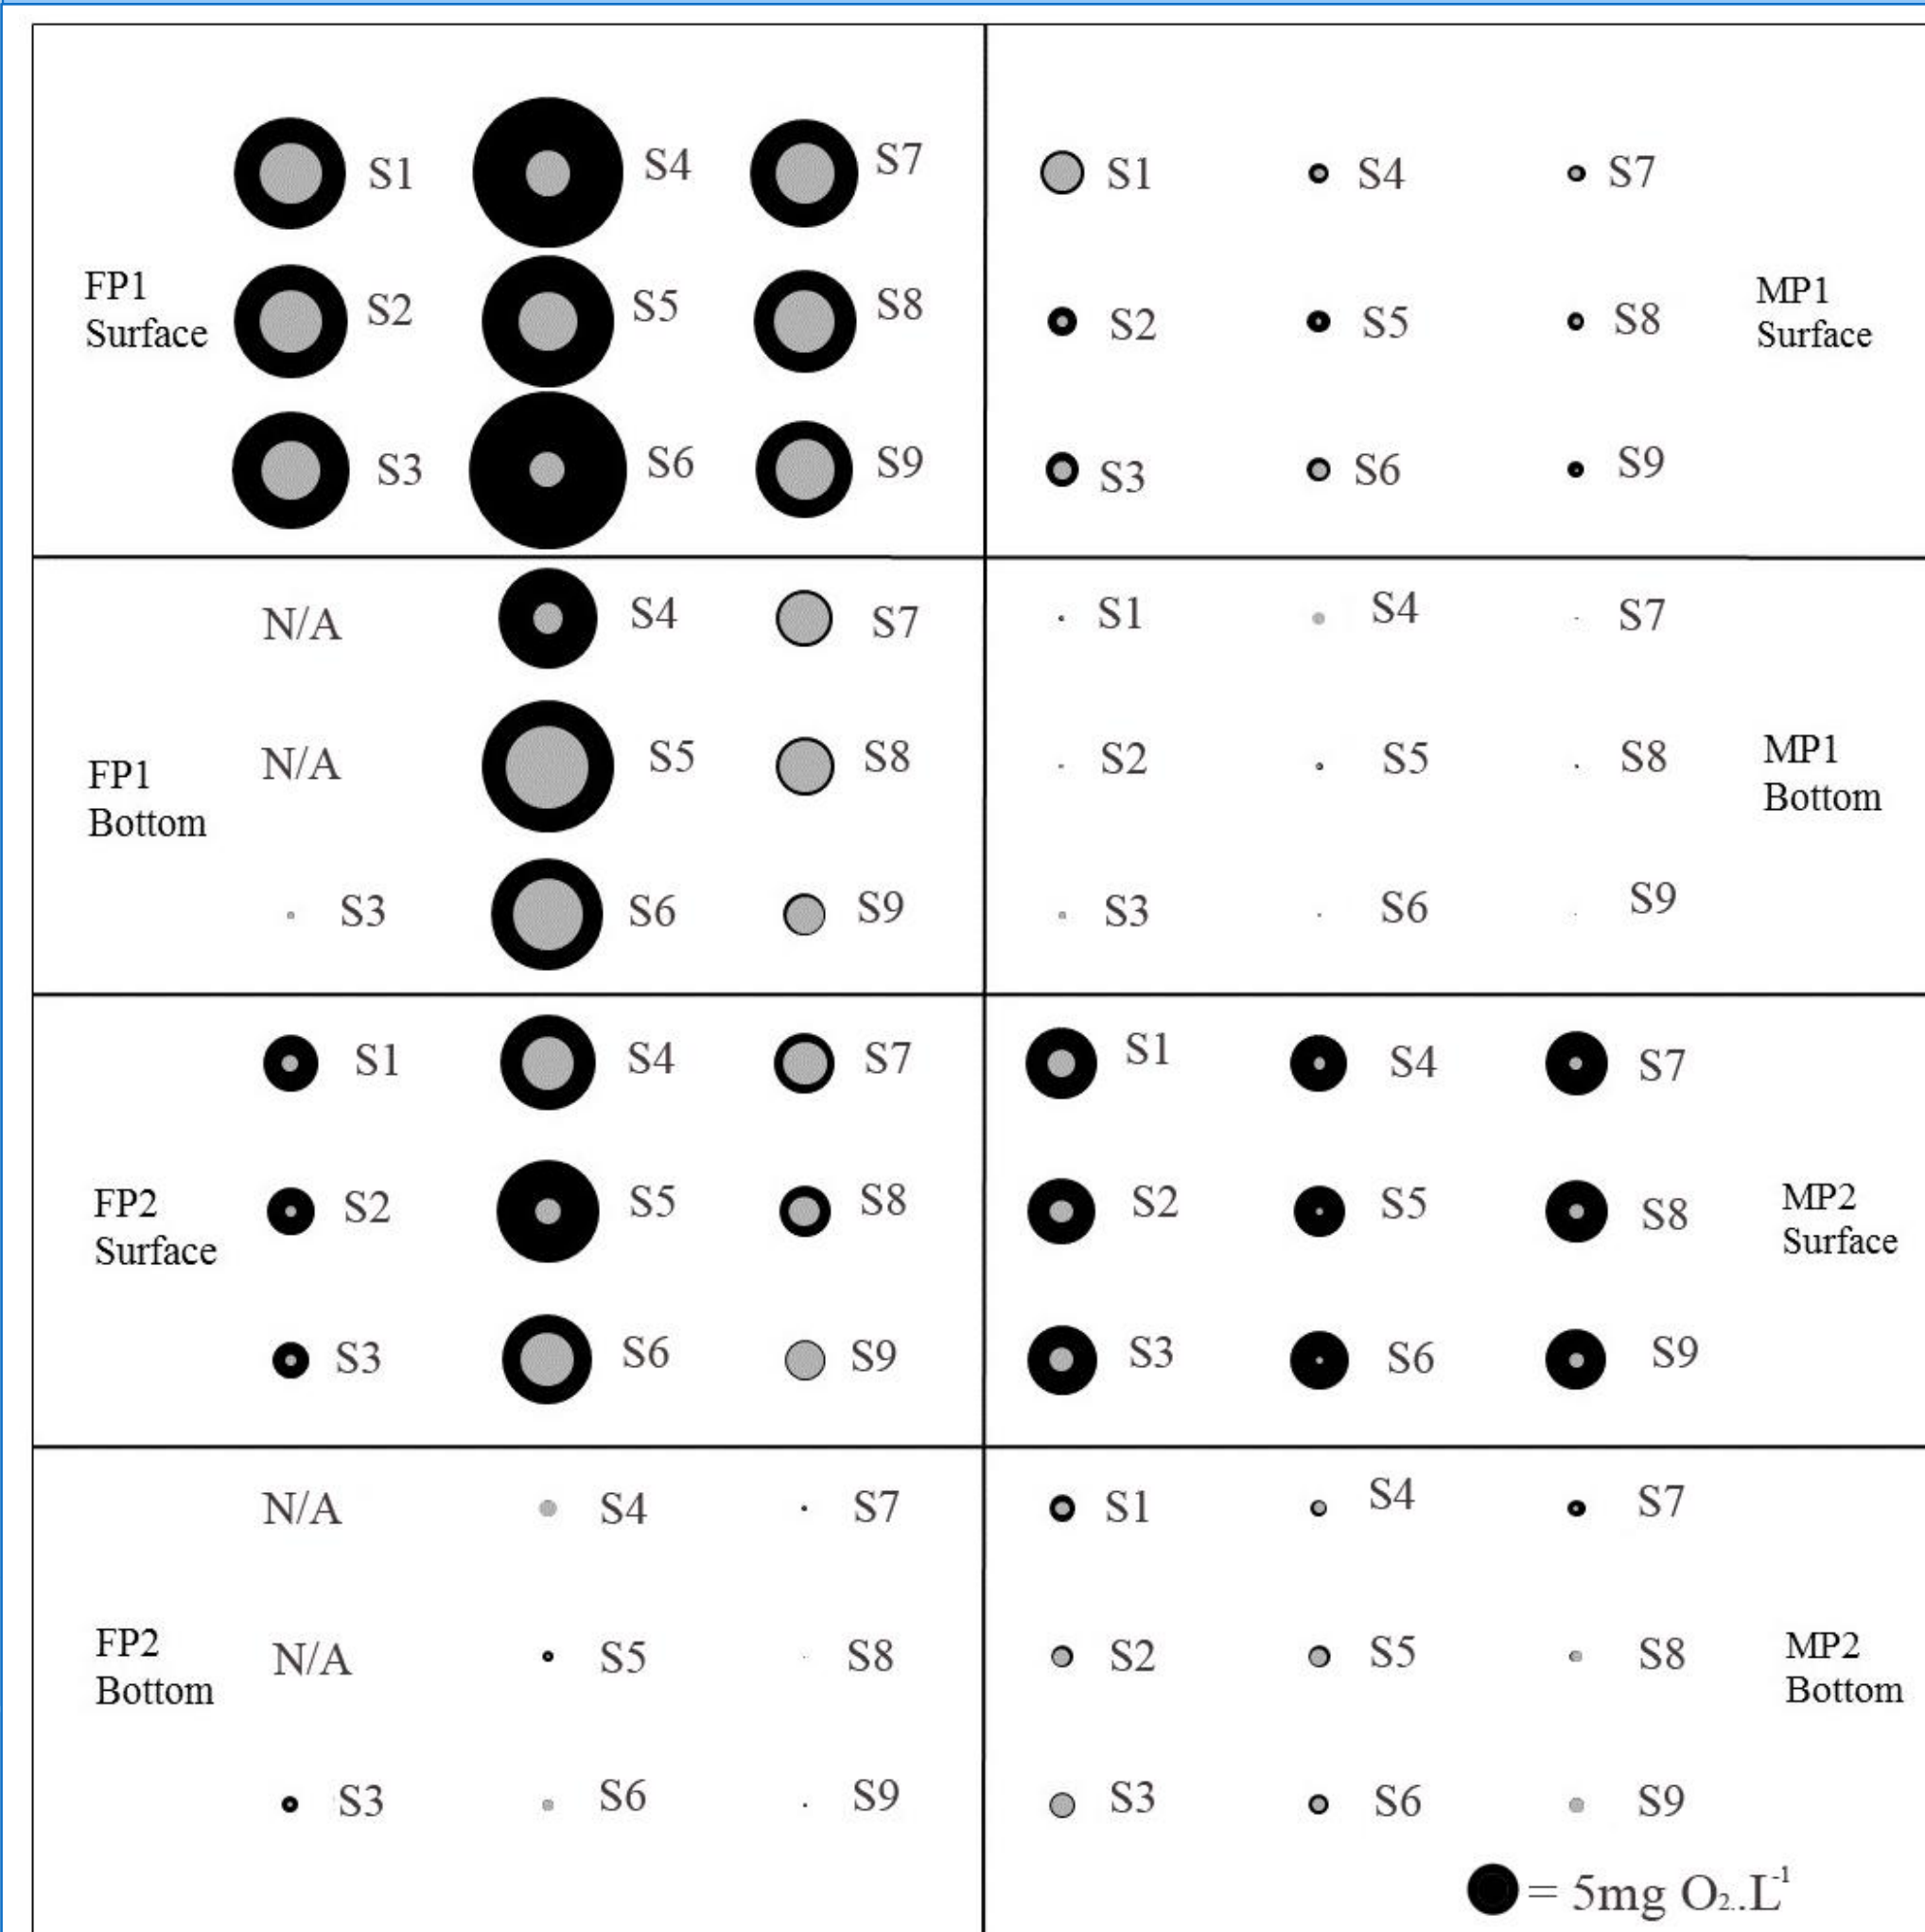 S1 S4 S7
FP1
Surface
S2 S5 S8
S3 S6 S9
S1 S4 S7
S2 S5 S8
MP1
Surface
S3 S6 S9
N/A S4 S7
FP1
Bottom
N/A S5 S8
S3 S6 S9
S1 S4 S7
S2 S5 S8
MP1
Bottom
S3 S6 S9
S1 S4 S7
FP2
Surface
S2 S5 S8
S3 S6 S9
S1 S4 S7
S2 S5 S8
MP2
Surface
S3 S6 S9
N/A S4 S7
FP2
Bottom
N/A S5 S8
S3 S6 S9
S1 S4 S7
S2 S5 S8
MP2
Bottom
S3 S6 S9
= 5mg O₂..L⁻¹